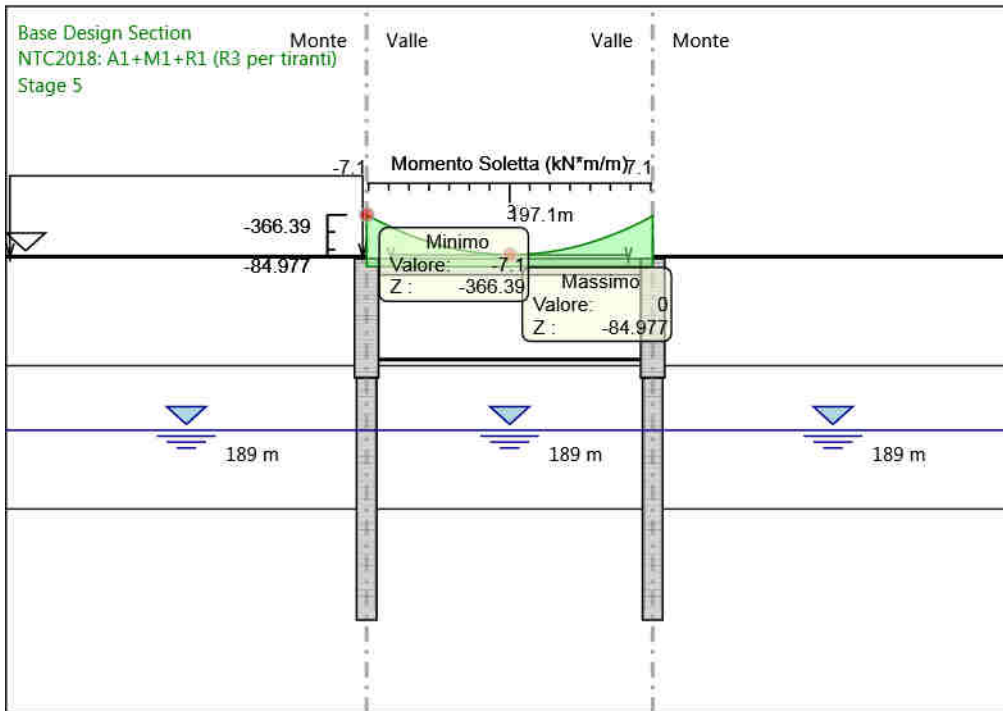 Base Design Section
NTC2018: A1+M1+R1 (R3 per tiranti)
Stage 5
Monte
Valle
Valle
Monte
Momento Soletta (kN*m/m)
-7.1
7.1
197.1m
-366.39
-84.977
Minimo
Valore: -7.1
Z : -366.39
Massimo
Valore: 0
Z : -84.977
189 m
189 m
189 m